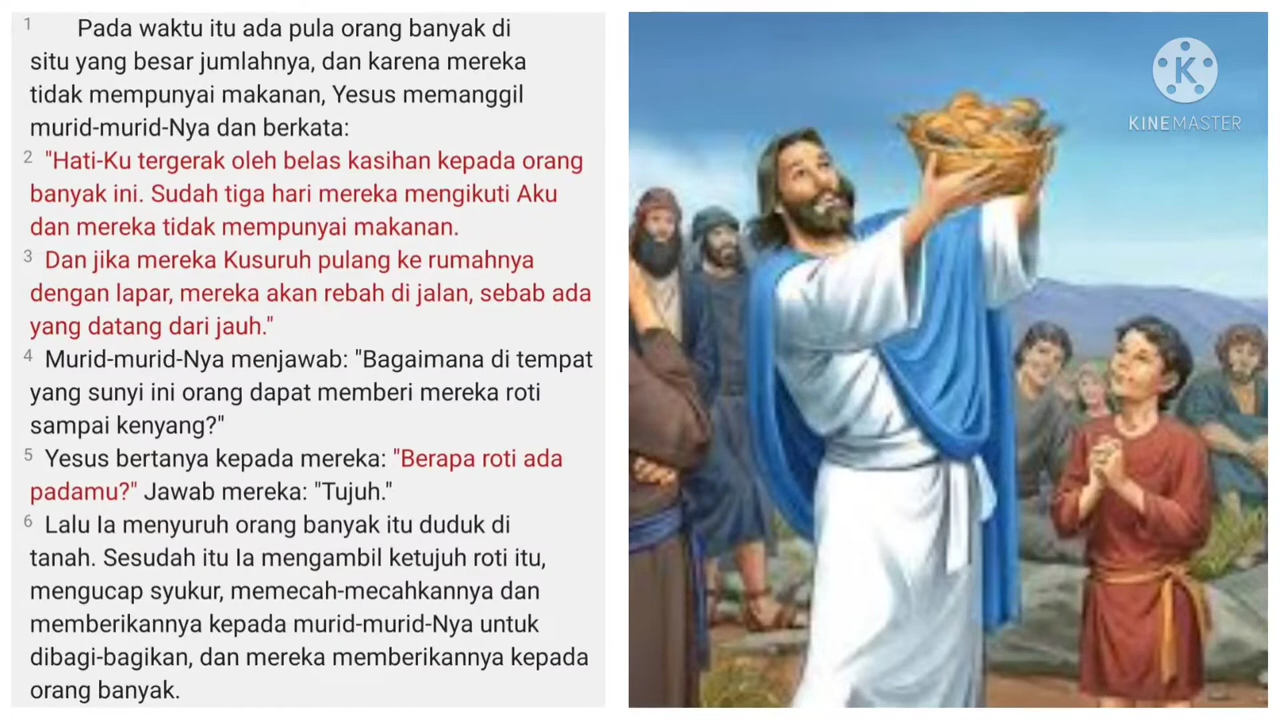 1 Pada waktu itu ada pula orang banyak di
situ yang besar jumlahnya, dan karena mereka
tidak mempunyai makanan, Yesus memanggil
murid-murid-Nya dan berkata:
2 "Hati-Ku tergerak oleh belas kasihan kepada orang
banyak ini. Sudah tiga hari mereka mengikuti Aku
dan mereka tidak mempunyai makanan.
3 Dan jika mereka Kusuruh pulang ke rumahnya
dengan lapar, mereka akan rebah di jalan, sebab ada
yang datang dari jauh."
4 Murid-murid-Nya menjawab: "Bagaimana di tempat
yang sunyi ini orang dapat memberi mereka roti
sampai kenyang?"
5 Yesus bertanya kepada mereka: "Berapa roti ada
padamu?" Jawab mereka: "Tujuh."
6 Lalu Ia menyuruh orang banyak itu duduk di
tanah. Sesudah itu Ia mengambil ketujuh roti itu,
mengucap syukur, memecah-mecahkannya dan
memberikannya kepada murid-murid-Nya untuk
dibagi-bagikan, dan mereka memberikannya kepada
orang banyak.
K
KINEMASTER